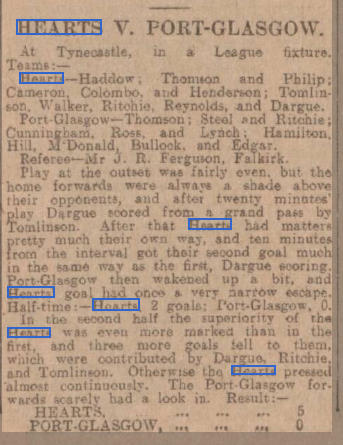 HEARTS V. PORT-GLASGOW.
At Tynecastle, in a League fixture.
Teams:—
Hearts—Haddow; Thomson and Philip;
Cameron, Colombo, and Henderson; Tomlin-
son, Walker, Ritchie, Reynolds, and Dargue.
Port-Glasgow—Thomson; Steel and Ritchie;
Cunningham, Ross, and Lynch; Hamilton,
Hill, M'Donald, Bullock, and Edgar.
Referee—Mr J. R. Ferguson, Falkirk.
Play at the outset was fairly even, but the
home forwards were always a shade above
their opponents, and after twenty minutes'
play Dargue scored from a grand pass by
Tomlinson. After that Hearts had matters
pretty much their own way, and ten minutes
from the interval got their second goal much
in the same way as the first, Dargue scoring.
Port-Glasgow then wakened up a bit, and
Hearts goal had once a very narrow escape.
Half-time:—Hearts, 2 goals; Port-Glasgow, 0.
In the second half the superiority of the
Hearts was even more marked than in the
first, and three more goals fell to them,
which were contributed by Dargue, Ritchie,
and Tomlinson. Otherwise the Hearts pressed
almost continuously. The Port-Glasgow for-
wards scarely had a look in. Result:—
HEARTS, ... ... ... 5
PORT-GLASGOW, ... ... 0